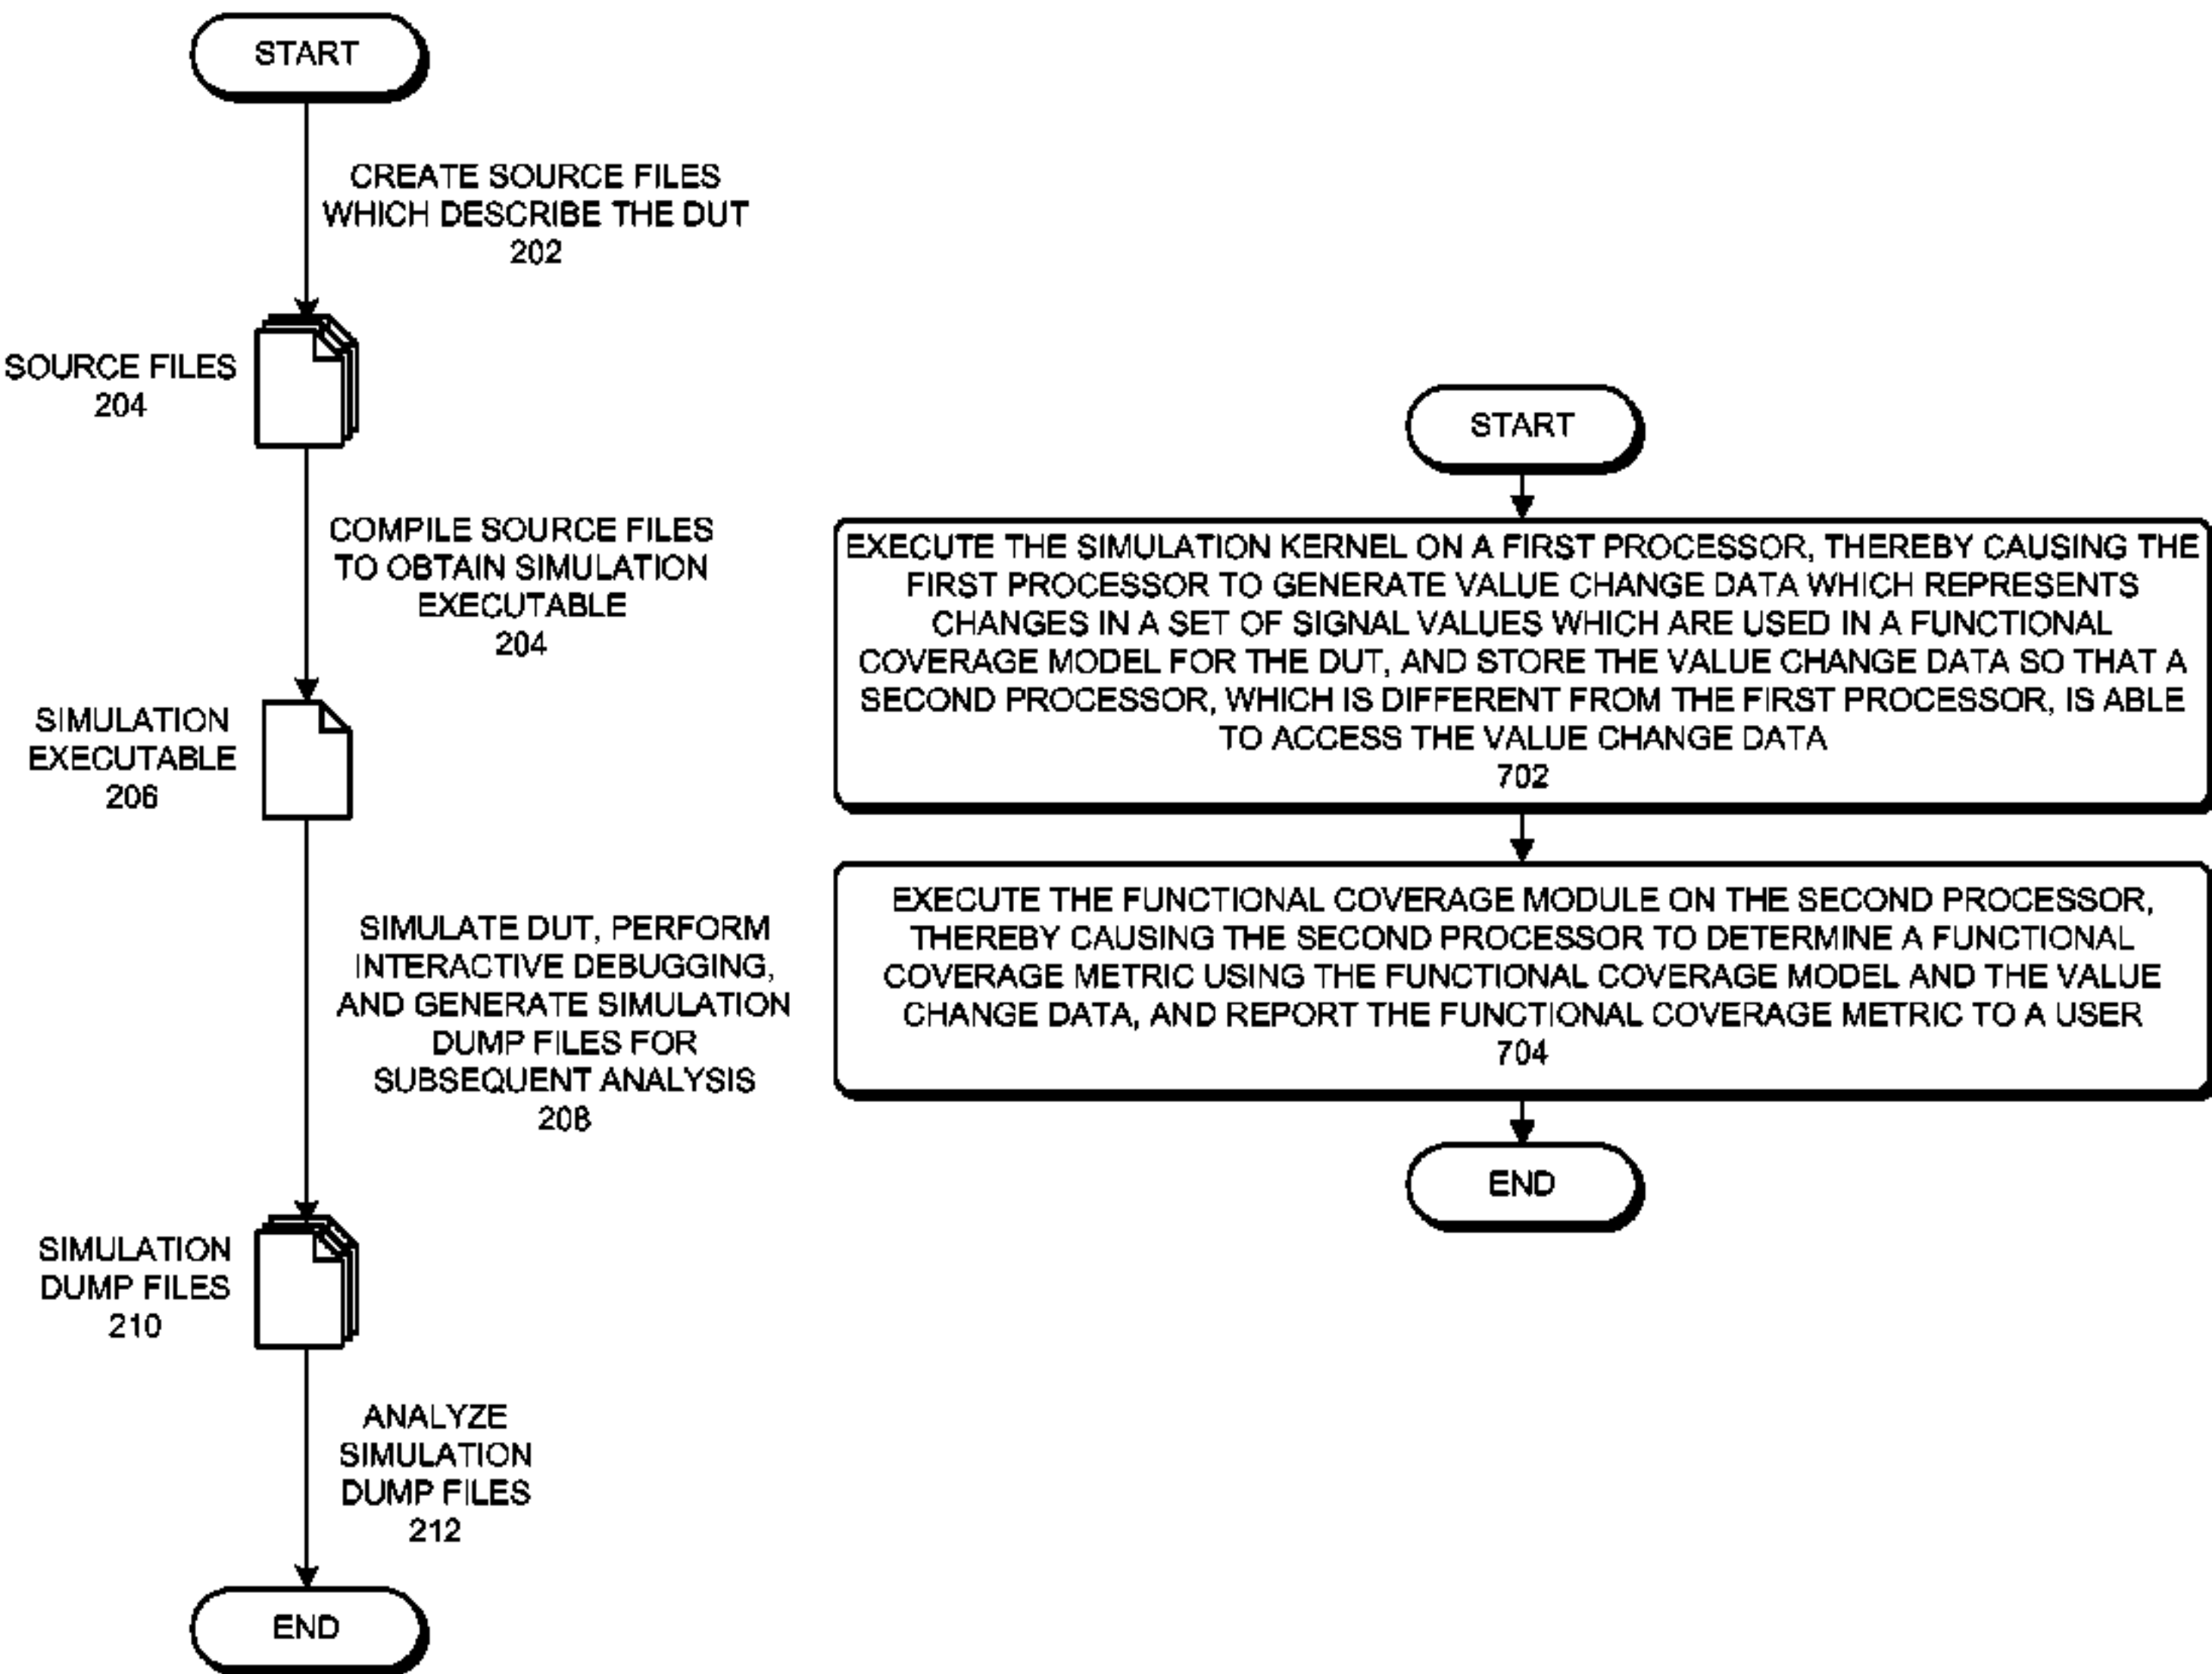 START
CREATE SOURCE FILES
WHICH DESCRIBE THE DUT
202
SOURCE FILES
204
COMPILE SOURCE FILES
TO OBTAIN SIMULATION
EXECUTABLE
204
SIMULATION
EXECUTABLE
206
SIMULATE DUT, PERFORM
INTERACTIVE DEBUGGING,
AND GENERATE SIMULATION
DUMP FILES FOR
SUBSEQUENT ANALYSIS
208
SIMULATION
DUMP FILES
210
ANALYZE
SIMULATION
DUMP FILES
212
END
START
EXECUTE THE SIMULATION KERNEL ON A FIRST PROCESSOR, THEREBY CAUSING THE
FIRST PROCESSOR TO GENERATE VALUE CHANGE DATA WHICH REPRESENTS
CHANGES IN A SET OF SIGNAL VALUES WHICH ARE USED IN A FUNCTIONAL
COVERAGE MODEL FOR THE DUT, AND STORE THE VALUE CHANGE DATA SO THAT A
SECOND PROCESSOR, WHICH IS DIFFERENT FROM THE FIRST PROCESSOR, IS ABLE
TO ACCESS THE VALUE CHANGE DATA
702
EXECUTE THE FUNCTIONAL COVERAGE MODULE ON THE SECOND PROCESSOR,
THEREBY CAUSING THE SECOND PROCESSOR TO DETERMINE A FUNCTIONAL
COVERAGE METRIC USING THE FUNCTIONAL COVERAGE MODEL AND THE VALUE
CHANGE DATA, AND REPORT THE FUNCTIONAL COVERAGE METRIC TO A USER
704
END